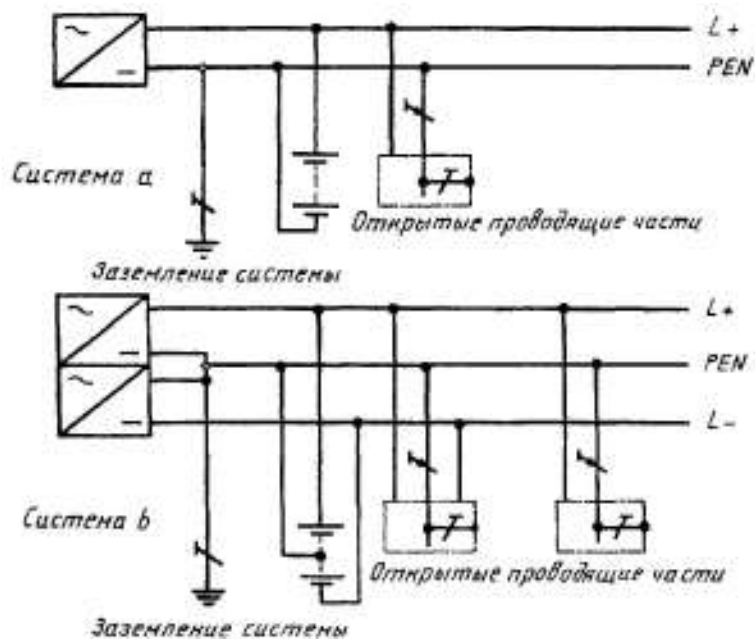 L+
PEN
Система a
Открытые проводящие части
Заземление системы
L+
PEN
L-
Система b
Открытые проводящие части
Заземление системы